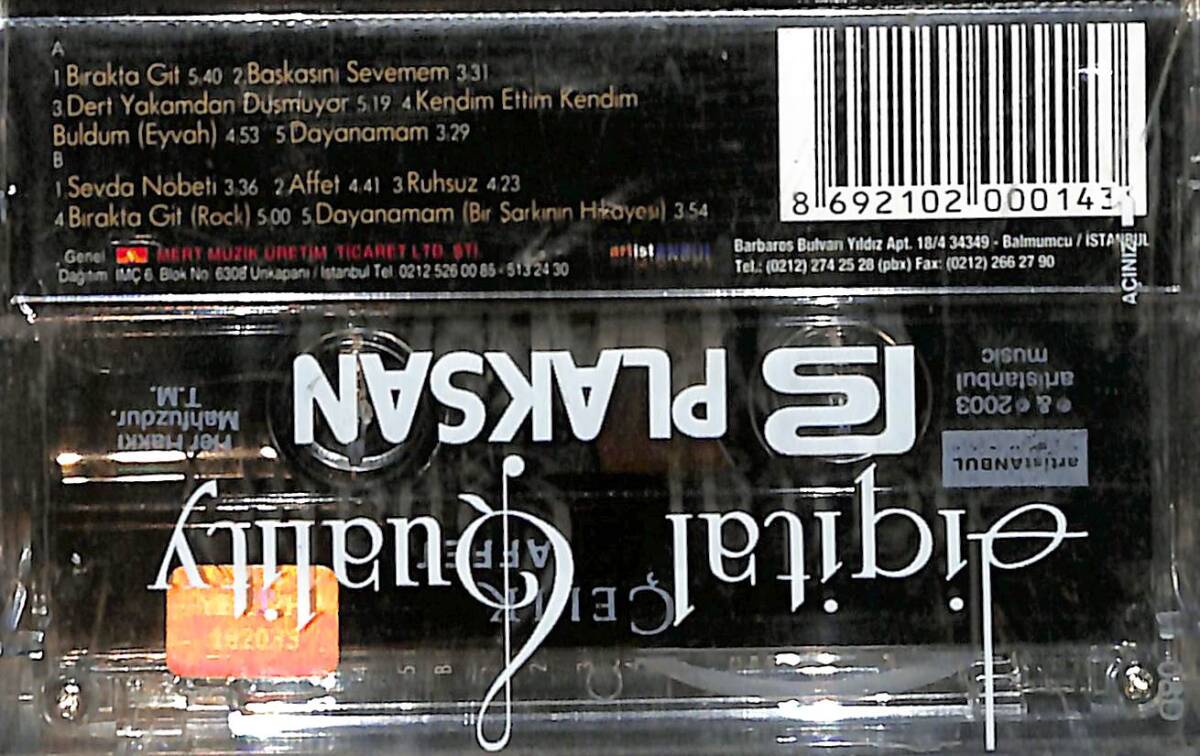 A
1 Bırakta Git 5.40 2 Başkasını Sevemem 3.31
3 Dert Yakamdan Düşmüyor 5.19 4 Kendim Ettim Kendim
Buldum (Eyvah) 4.53 5 Dayanamam 3.29
B
1 Sevda Nöbeti 3.36 2 Affet 4.41 3 Ruhsuz 4.23
4 Bırakta Git (Rock) 5.00 5 Dayanamam (Bir Şarkının Hikayesi) 3.54
Genel MERT MÜZİK ÜRETİM TİCARET LTD. ŞTİ.
Dağıtım İMÇ 6. Blok No: 6308 Unkapanı / İstanbul Tel: 0212 526 00 85 - 513 24 30
artistANBUL
Barbaros Bulvarı Yıldız Apt. 18/4 34349 - Balmumcu / İSTANBUL
Tel.: (0212) 274 25 28 (pbx) Fax: (0212) 266 27 90
8 692102 000143
AÇINIZ
PLAKSAN
Digital Quality
℗ & © 2003
artistanbul
music
artistANBUL
Her Hakkı
Mahfuzdur.
T.M.
ÇELİK
AFFET